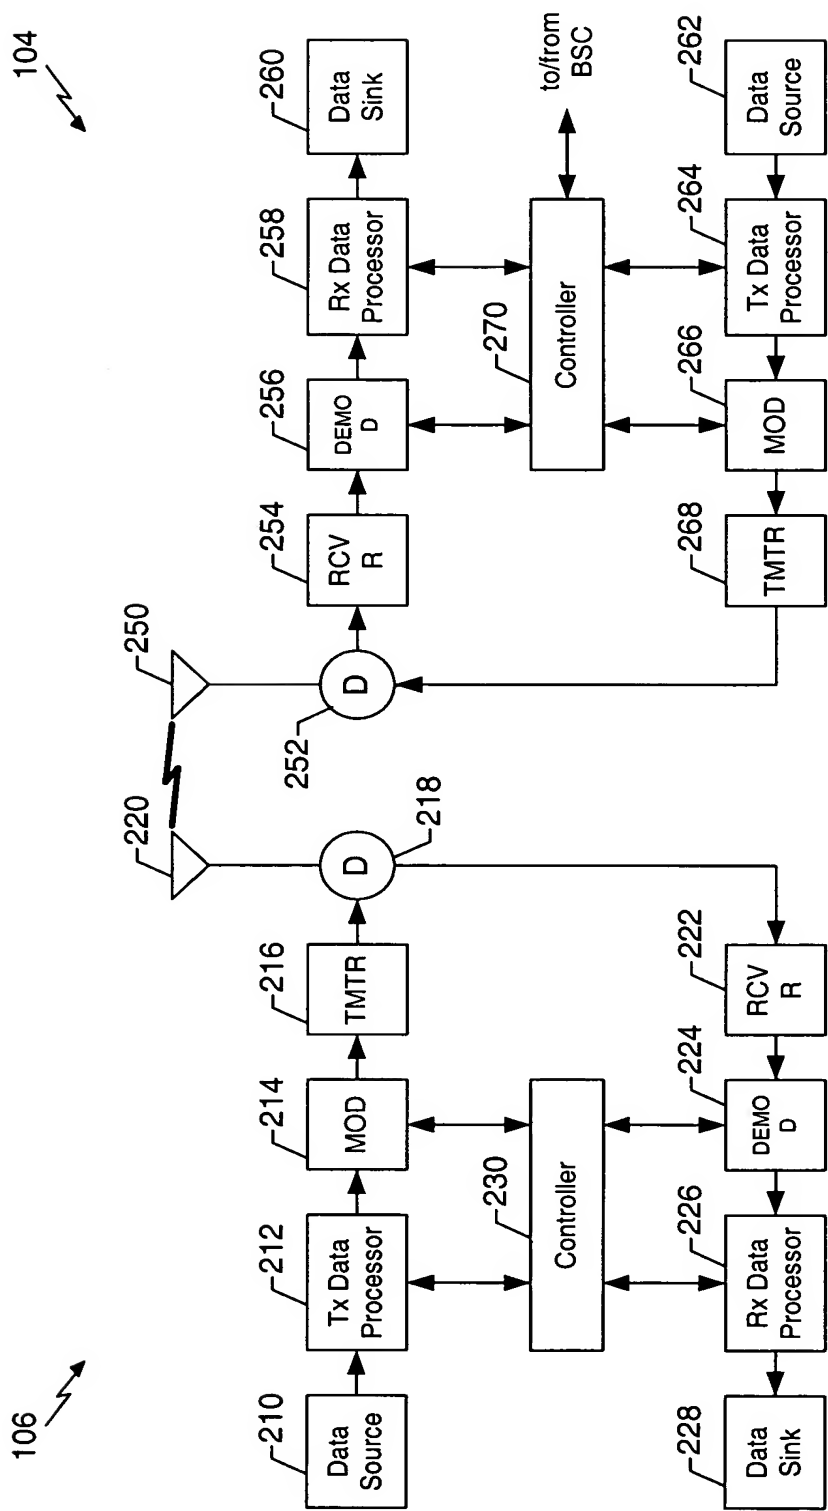 106
104
220
250
210
212
214
216
218
252
254
256
258
260
Data
Source
Tx Data
Processor
MOD
TMTR
D
D
RCV
R
DEMO
D
Rx Data
Processor
Data
Sink
230
Controller
270
Controller
to/from
BSC
228
226
224
222
268
266
264
262
Data
Sink
Rx Data
Processor
DEMO
D
RCV
R
TMTR
MOD
Tx Data
Processor
Data
Source